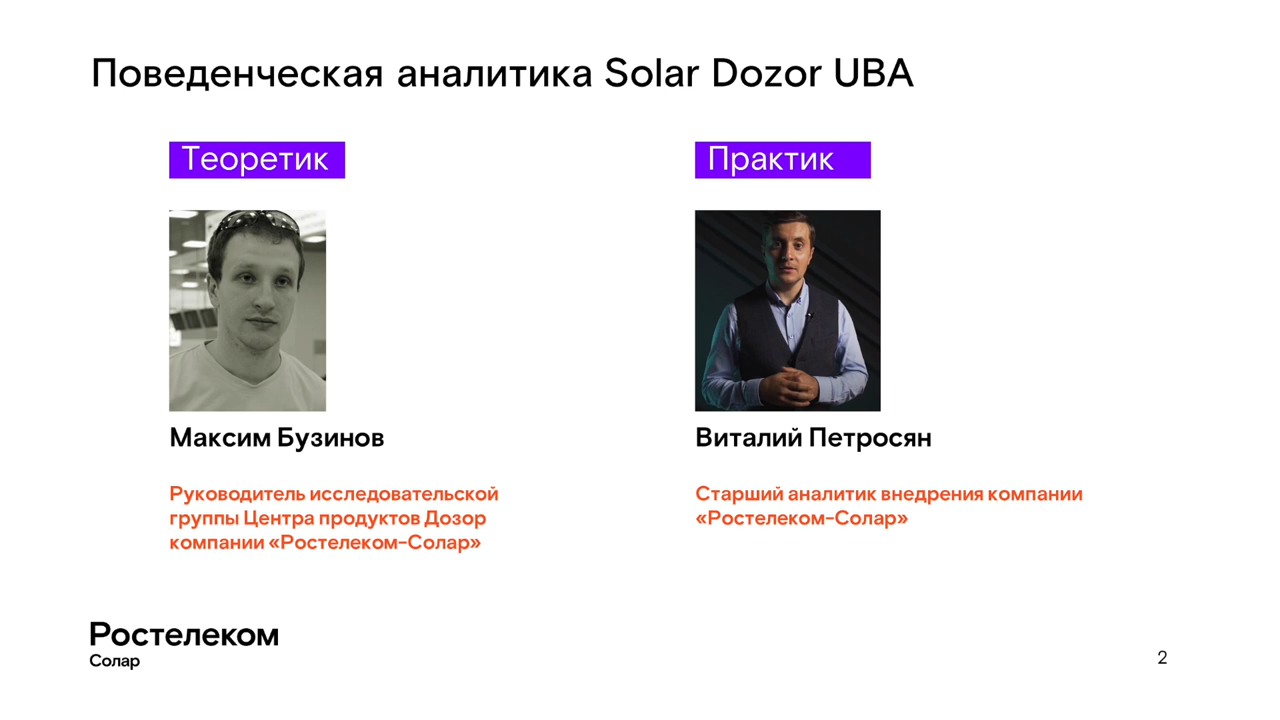 Поведенческая аналитика Solar Dozor UBA
Теоретик
Максим Бузинов
Руководитель исследовательской
группы Центра продуктов Дозор
компании «Ростелеком-Солар»
Практик
Виталий Петросян
Старший аналитик внедрения компании
«Ростелеком-Солар»
Ростелеком
Солар
2